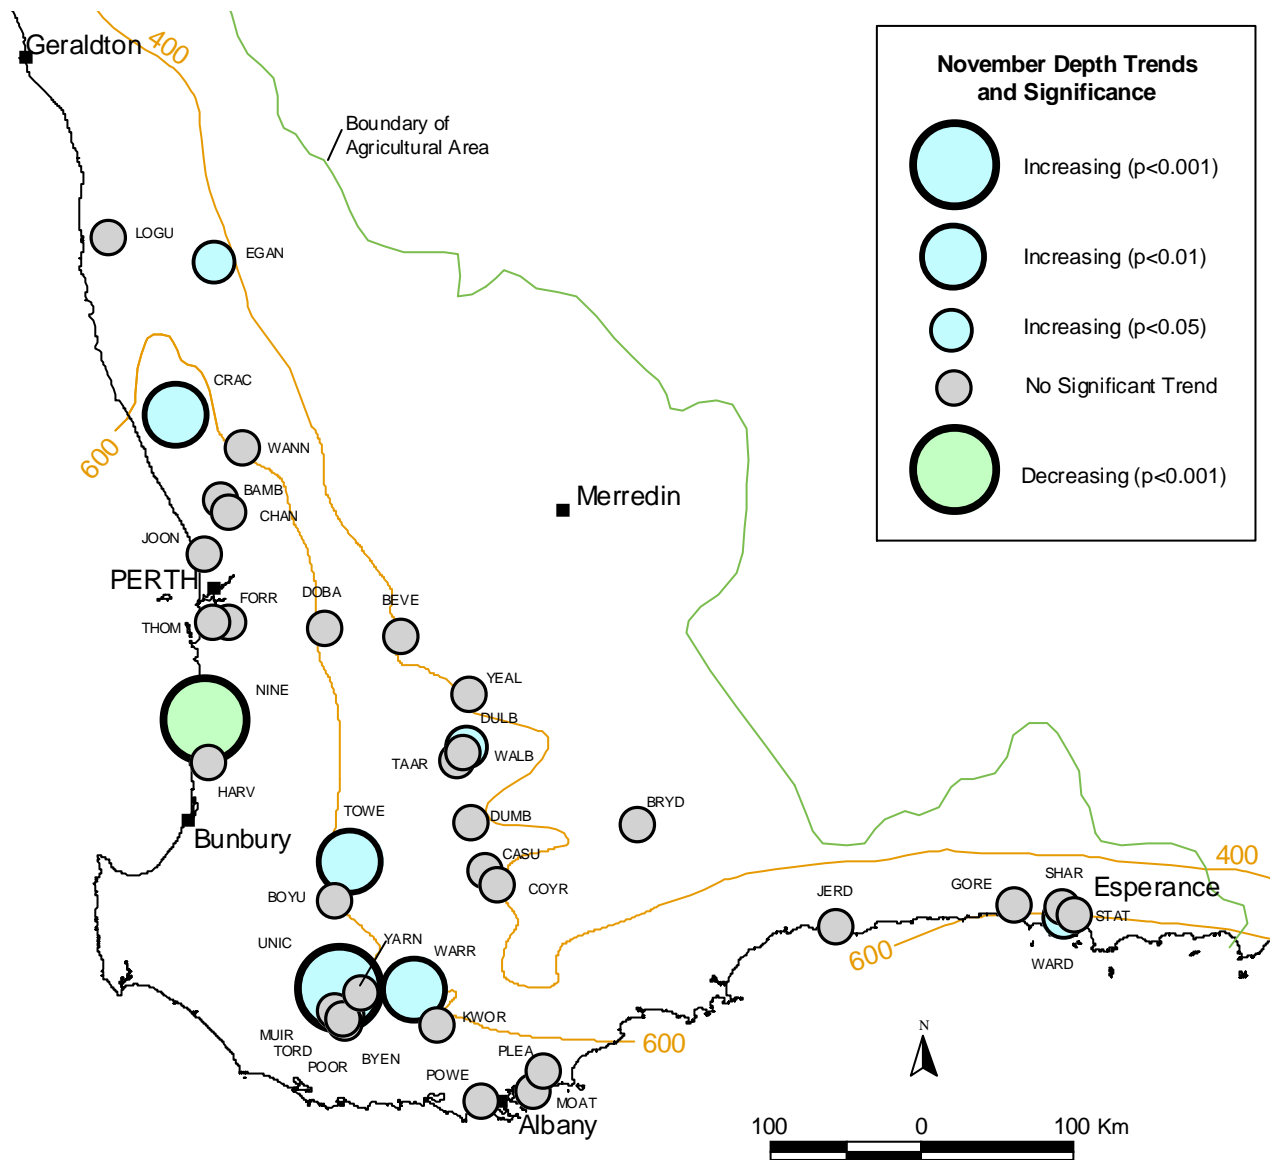 Geraldton
400
Boundary of
Agricultural Area
November Depth Trends
and Significance
Increasing (p<0.001)
Increasing (p<0.01)
Increasing (p<0.05)
No Significant Trend
Decreasing (p<0.001)
LOGU
EGAN
CRAC
600
WANN
BAMB
CHAN
Merredin
JOON
PERTH
FORR
THOM
DOBA
BEVE
NINE
YEAL
DULB
WALB
TAAR
HARV
Bunbury
TOWE
DUMB
BRYD
CASU
COYR
BOYU
400
JERD
GORE
SHAR
Esperance
STAT
WARD
600
UNIC
YARN
WARR
KWOR
MUIR
TORD
POOR
BYEN
600
N
PLEA
POWE
MOAT
Albany
100
0
100 Km